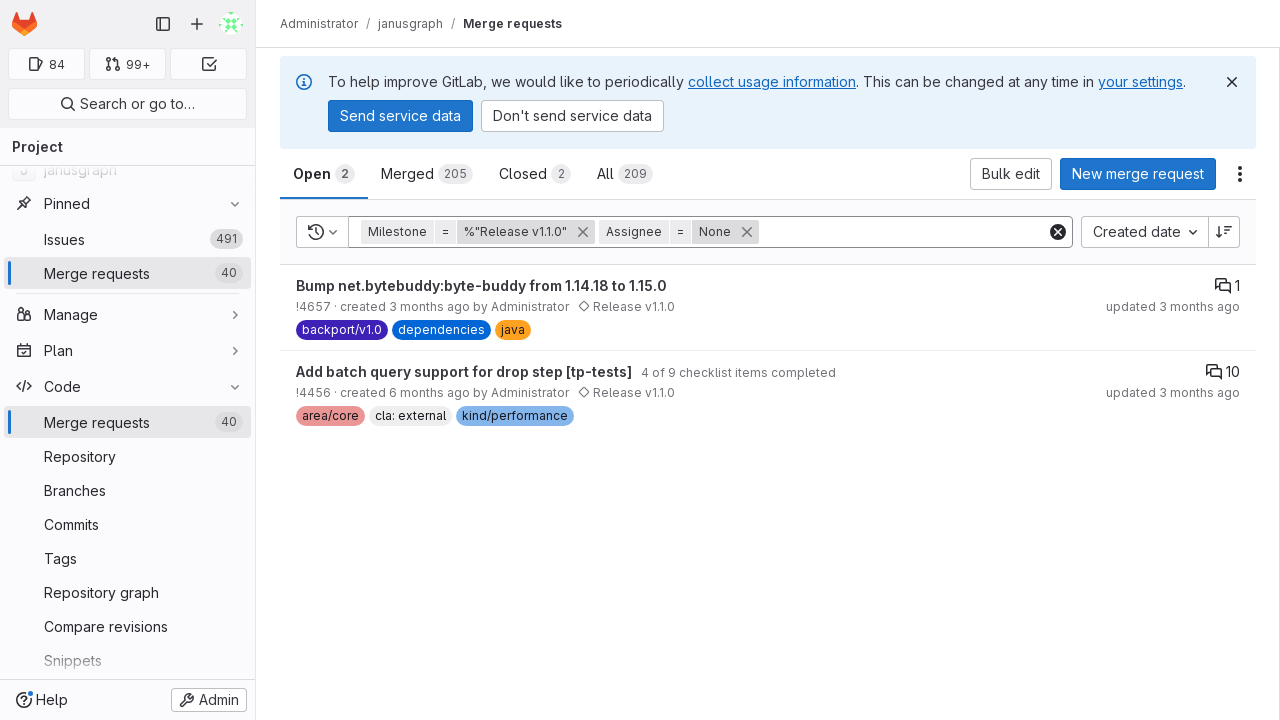 Administrator / janusgraph / Merge requests
84
99+
Search or go to…
Project
janusgraph
Pinned
Issues 491
Merge requests 40
Manage
Plan
Code
Merge requests 40
Repository
Branches
Commits
Tags
Repository graph
Compare revisions
Snippets
Help
Admin
To help improve GitLab, we would like to periodically collect usage information. This can be changed at any time in your settings.
Send service data Don't send service data
Open 2 Merged 205 Closed 2 All 209 Bulk edit New merge request
Milestone = %"Release v1.1.0" Assignee = None Created date
Bump net.bytebuddy:byte-buddy from 1.14.18 to 1.15.0 1
!4657 · created 3 months ago by Administrator Release v1.1.0 updated 3 months ago
backport/v1.0 dependencies java
Add batch query support for drop step [tp-tests] 4 of 9 checklist items completed 10
!4456 · created 6 months ago by Administrator Release v1.1.0 updated 3 months ago
area/core cla: external kind/performance